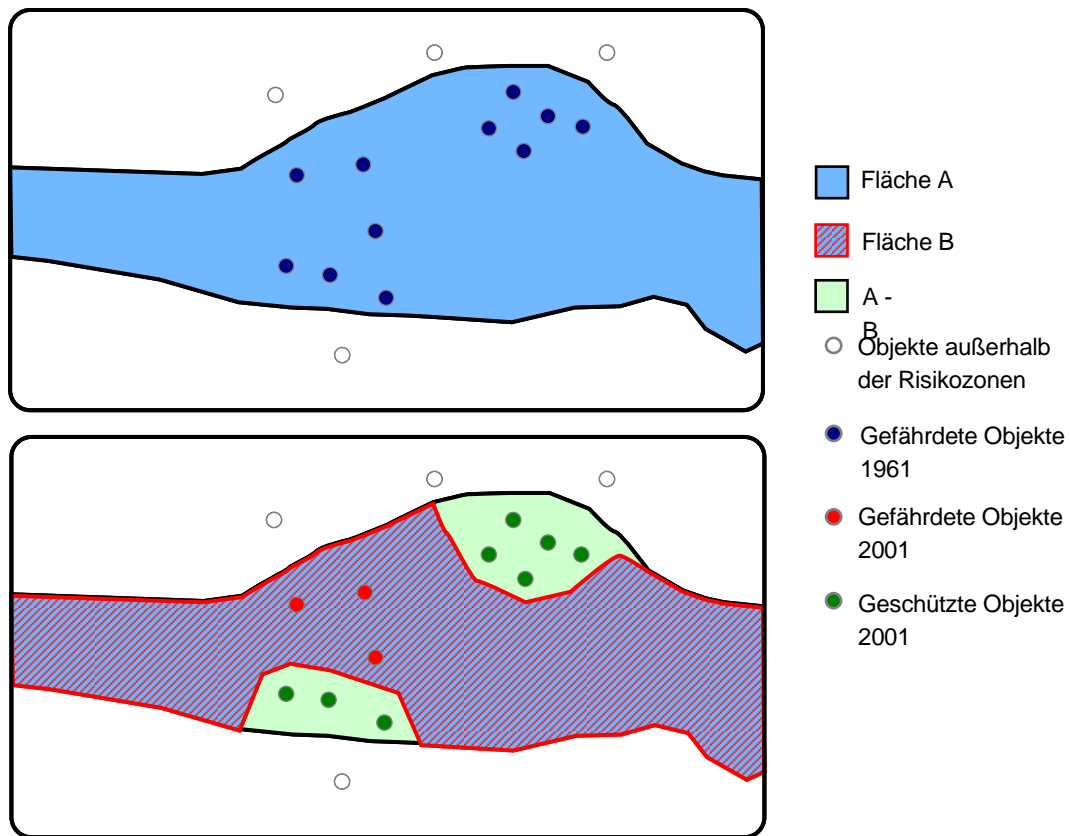 Fläche A
Fläche B
A -
B
Objekte außerhalb
der Risikozonen
Gefährdete Objekte
1961
Gefährdete Objekte
2001
Geschützte Objekte
2001